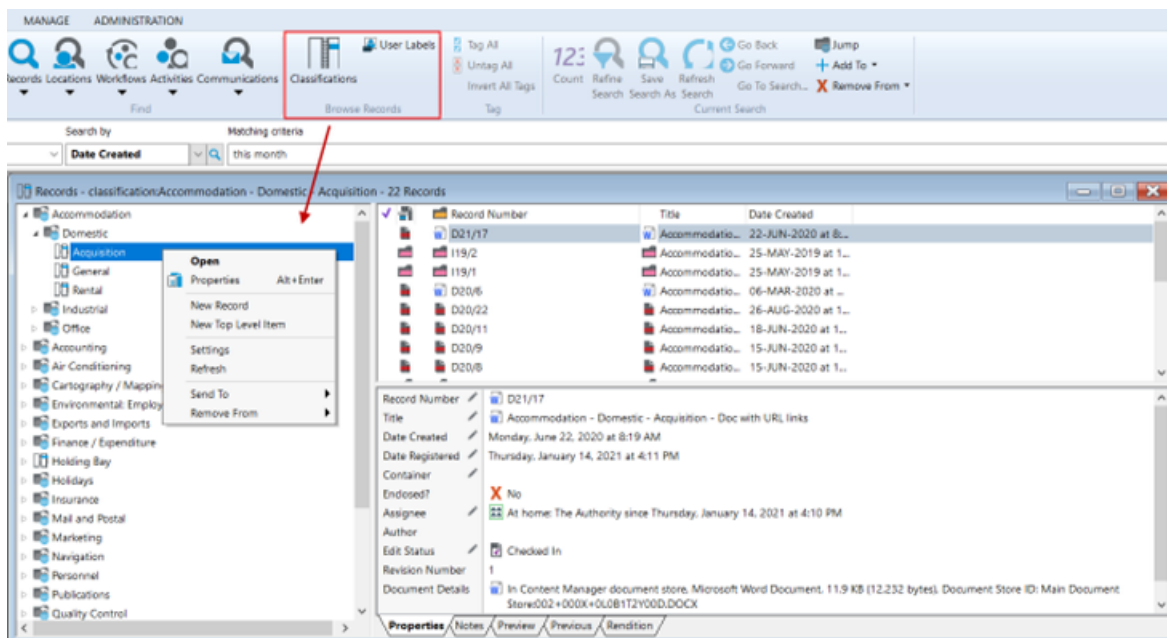 MANAGE ADMINISTRATION
Records Locations Workflows Activities Communications
Find
Classifications
User Labels
Browse Records
Tag All
Untag All
Invert All Tags
Tag
123
Count Refine Search Save Search As Refresh Search
Go Back
Go Forward
Go To Search...
Jump
Add To
Remove From
Current Search
Search by Matching criteria
Date Created this month
Records - classification:Accommodation - Domestic - Acquisition - 22 Records
Accommodation
Domestic
Acquisition
General
Rental
Industrial
Office
Accounting
Air Conditioning
Cartography / Mappin
Environmental: Employ
Exports and Imports
Finance / Expenditure
Holding Bay
Holidays
Insurance
Mail and Postal
Marketing
Navigation
Personnel
Publications
Quality Control
Open
Properties Alt+Enter
New Record
New Top Level Item
Settings
Refresh
Send To
Remove From
Record Number Title Date Created
D21/17 Accommodatio... 22-JUN-2020 at 8:...
I19/2 Accommodatio... 25-MAY-2019 at 1...
I19/1 Accommodatio... 25-MAY-2019 at 1...
D20/6 Accommodatio... 06-MAR-2020 at ...
D20/22 Accommodatio... 26-AUG-2020 at 1...
D20/11 Accommodatio... 18-JUN-2020 at 1...
D20/9 Accommodatio... 15-JUN-2020 at 1...
D20/8 Accommodatio... 15-JUN-2020 at 1...
Record Number D21/17
Title Accommodation - Domestic - Acquisition - Doc with URL links
Date Created Monday, June 22, 2020 at 8:19 AM
Date Registered Thursday, January 14, 2021 at 4:11 PM
Container
Enclosed? No
Assignee At home: The Authority since Thursday, January 14, 2021 at 4:10 PM
Author
Edit Status Checked In
Revision Number 1
Document Details In Content Manager document store, Microsoft Word Document, 11.9 KB (12,232 bytes), Document Store ID: Main Document
Store:002+000X+0L0B1T2Y00D.DOCX
Properties Notes Preview Previous Rendition